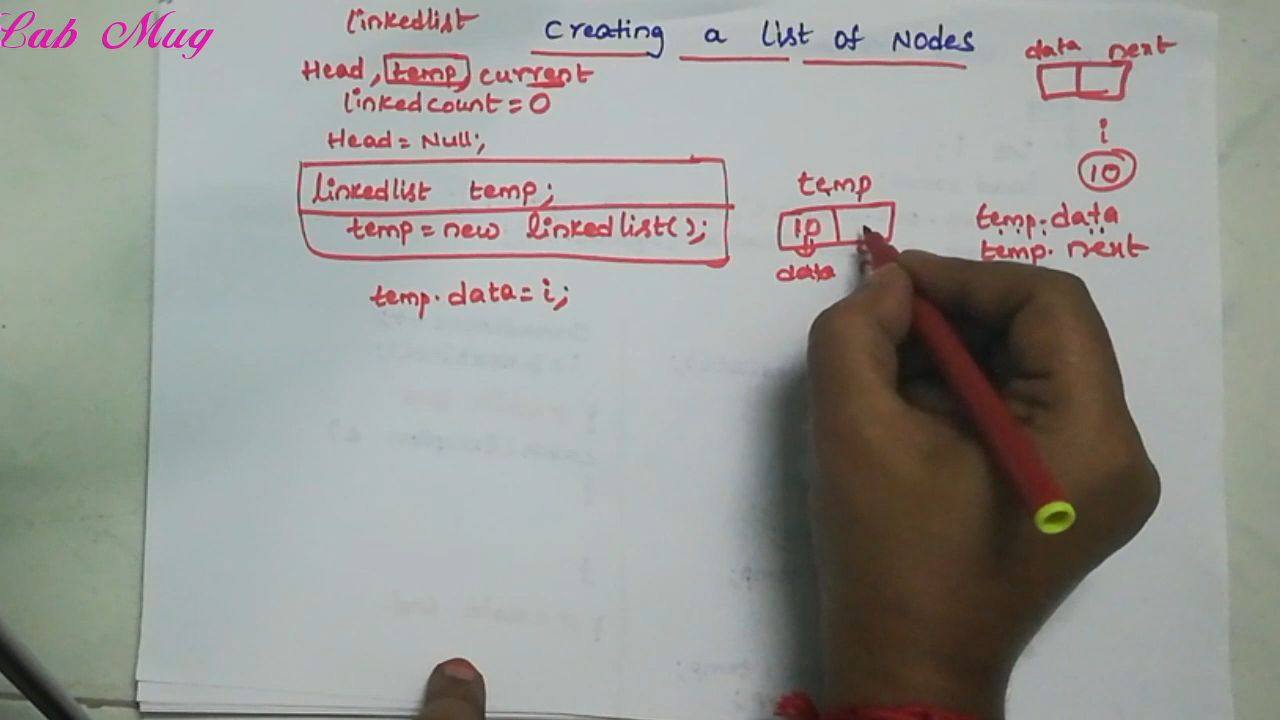 Lab Mug
linkedlist
Creating a list of Nodes
Head, temp, current
linkedcount = 0
Head = Null;
data next
i
10
linkedlist temp;
temp = new linkedlist();
temp
10
data
temp.data
temp.next
temp.data = i;